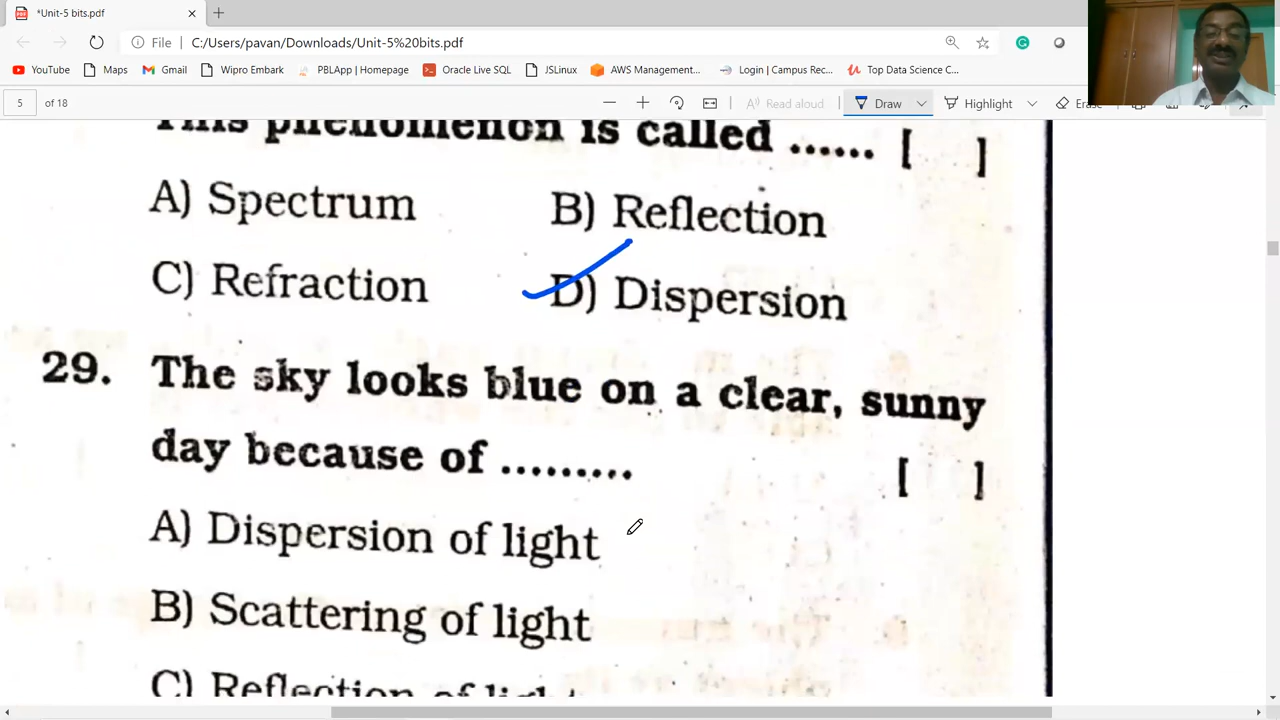 *Unit-5 bits.pdf
File C:/Users/pavan/Downloads/Unit-5%20bits.pdf
YouTube Maps Gmail Wipro Embark PBLApp | Homepage Oracle Live SQL JSLinux AWS Management... Login | Campus Rec... Top Data Science C...
5 of 18 Read aloud Draw Highlight Erase
This phenomenon is called ...... [ ]
A) Spectrum B) Reflection
C) Refraction D) Dispersion
29. The sky looks blue on a clear, sunny
day because of ......... [ ]
A) Dispersion of light
B) Scattering of light
C) Reflection of light